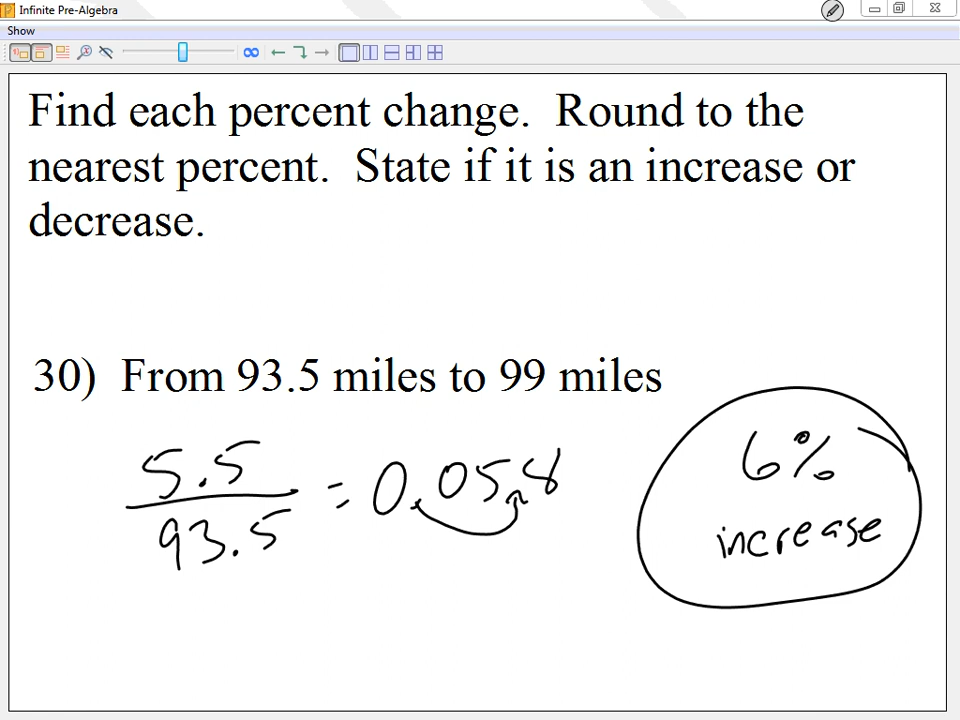 Infinite Pre-Algebra
Show
Find each percent change. Round to the
nearest percent. State if it is an increase or
decrease.
30) From 93.5 miles to 99 miles
5.5
93.5
= 0.058
6%
increase